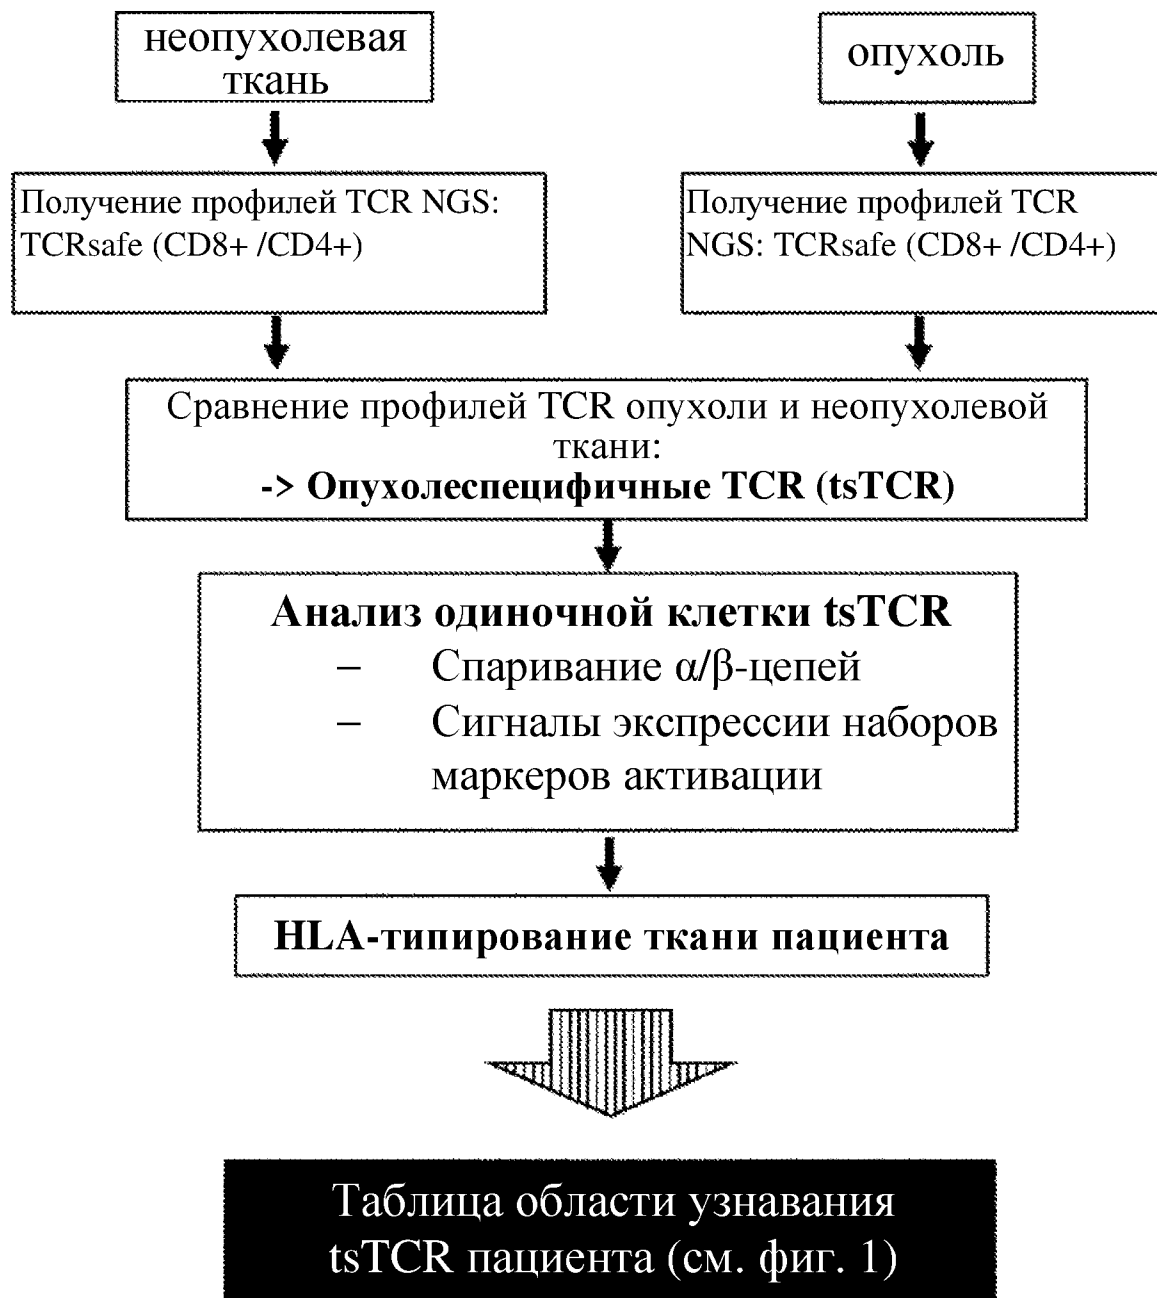 неопухолевая
ткань
опухоль
Получение профилей TCR NGS:
TCRsafe (CD8+ /CD4+)
Получение профилей TCR
NGS: TCRsafe (CD8+ /CD4+)
Сравнение профилей TCR опухоли и неопухолевой
ткани:
-> Опухолеспецифичные TCR (tsTCR)
Анализ одиночной клетки tsTCR
– Спаривание α/β-цепей
– Сигналы экспрессии наборов
маркеров активации
HLA-типирование ткани пациента
Таблица области узнавания
tsTCR пациента (см. фиг. 1)